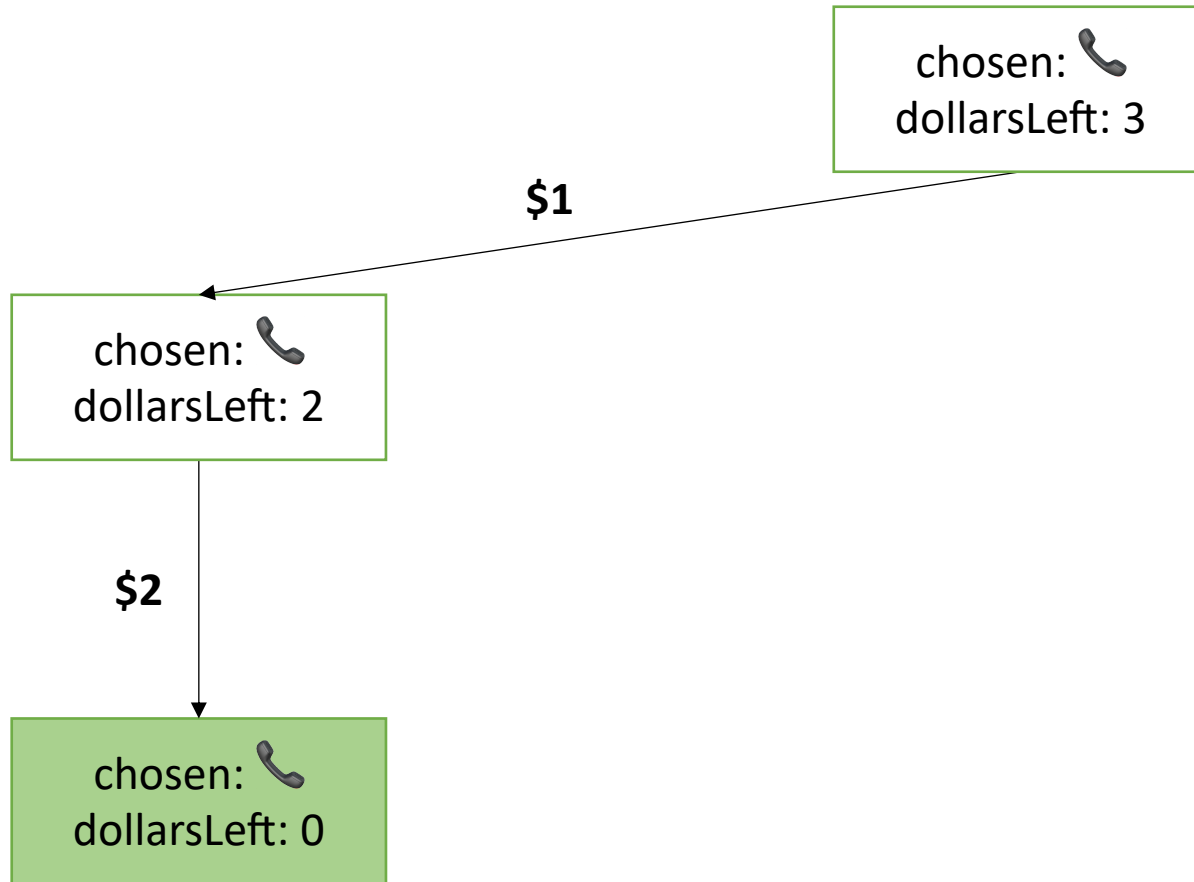 chosen: 📞
dollarsLeft: 3
$1
chosen: 📞
dollarsLeft: 2
$2
chosen: 📞
dollarsLeft: 0